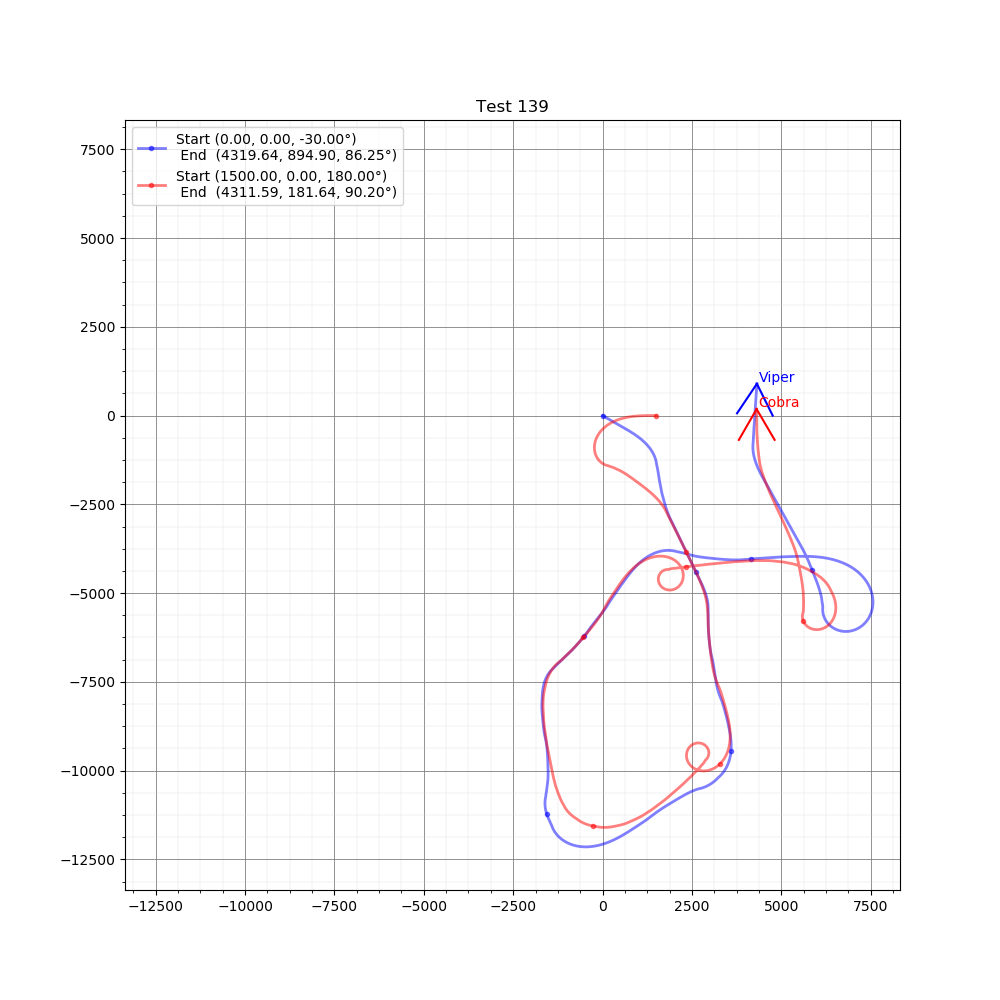 Test 139
Start (0.00, 0.00, -30.00°)
End (4319.64, 894.90, 86.25°)
Start (1500.00, 0.00, 180.00°)
End (4311.59, 181.64, 90.20°)
7500
5000
2500
0
−2500
−5000
−7500
−10000
−12500
Viper
Cobra
−12500 −10000 −7500 −5000 −2500 0 2500 5000 7500